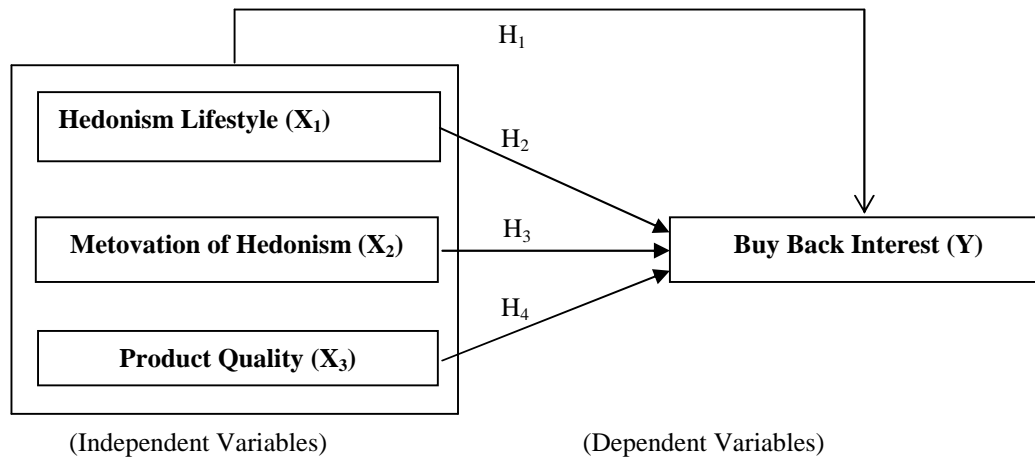 H₁
Hedonism Lifestyle (X₁)
H₂
Metovation of Hedonism (X₂)
H₃
Buy Back Interest (Y)
H₄
Product Quality (X₃)
(Independent Variables)
(Dependent Variables)